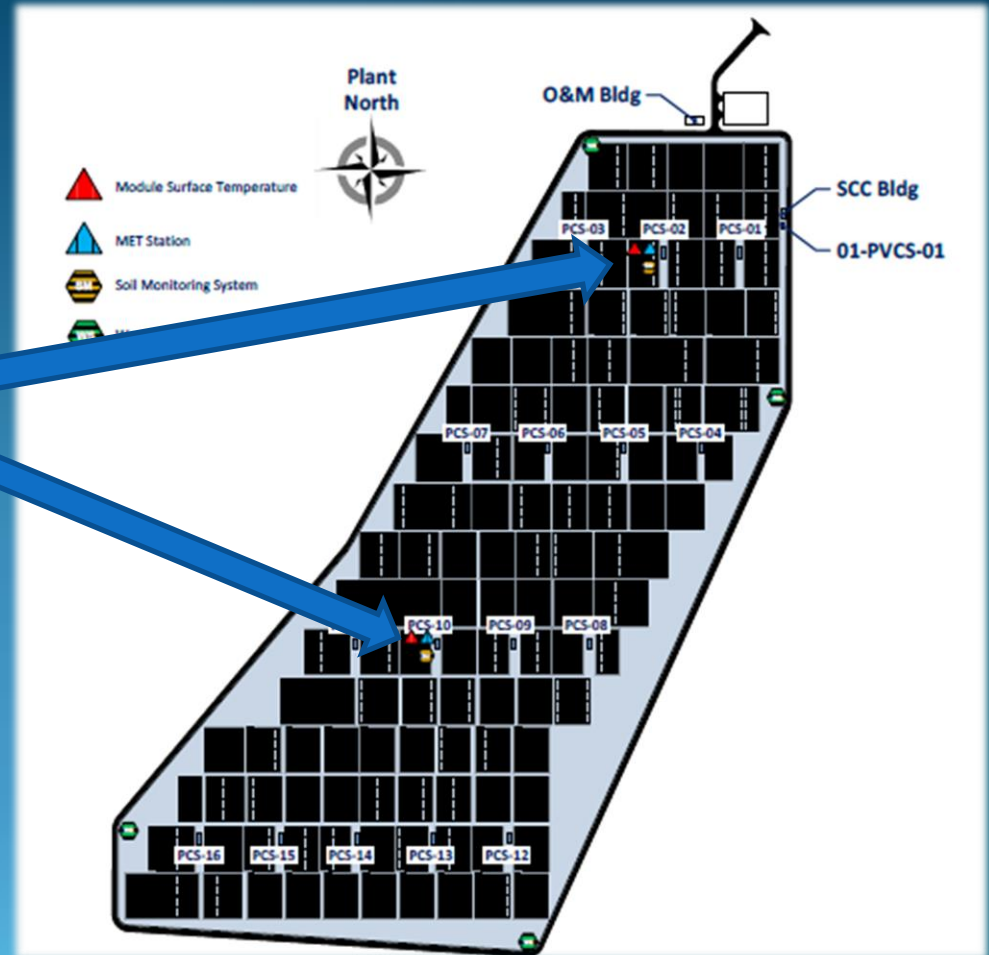 Plant
North
O&M Bldg
Module Surface Temperature
MET Station
Soil Monitoring System
SCC Bldg
01-PVCS-01
PCS-03
PCS-02
PCS-01
PCS-07
PCS-06
PCS-05
PCS-04
PCS-10
PCS-09
PCS-08
PCS-16
PCS-15
PCS-14
PCS-13
PCS-12